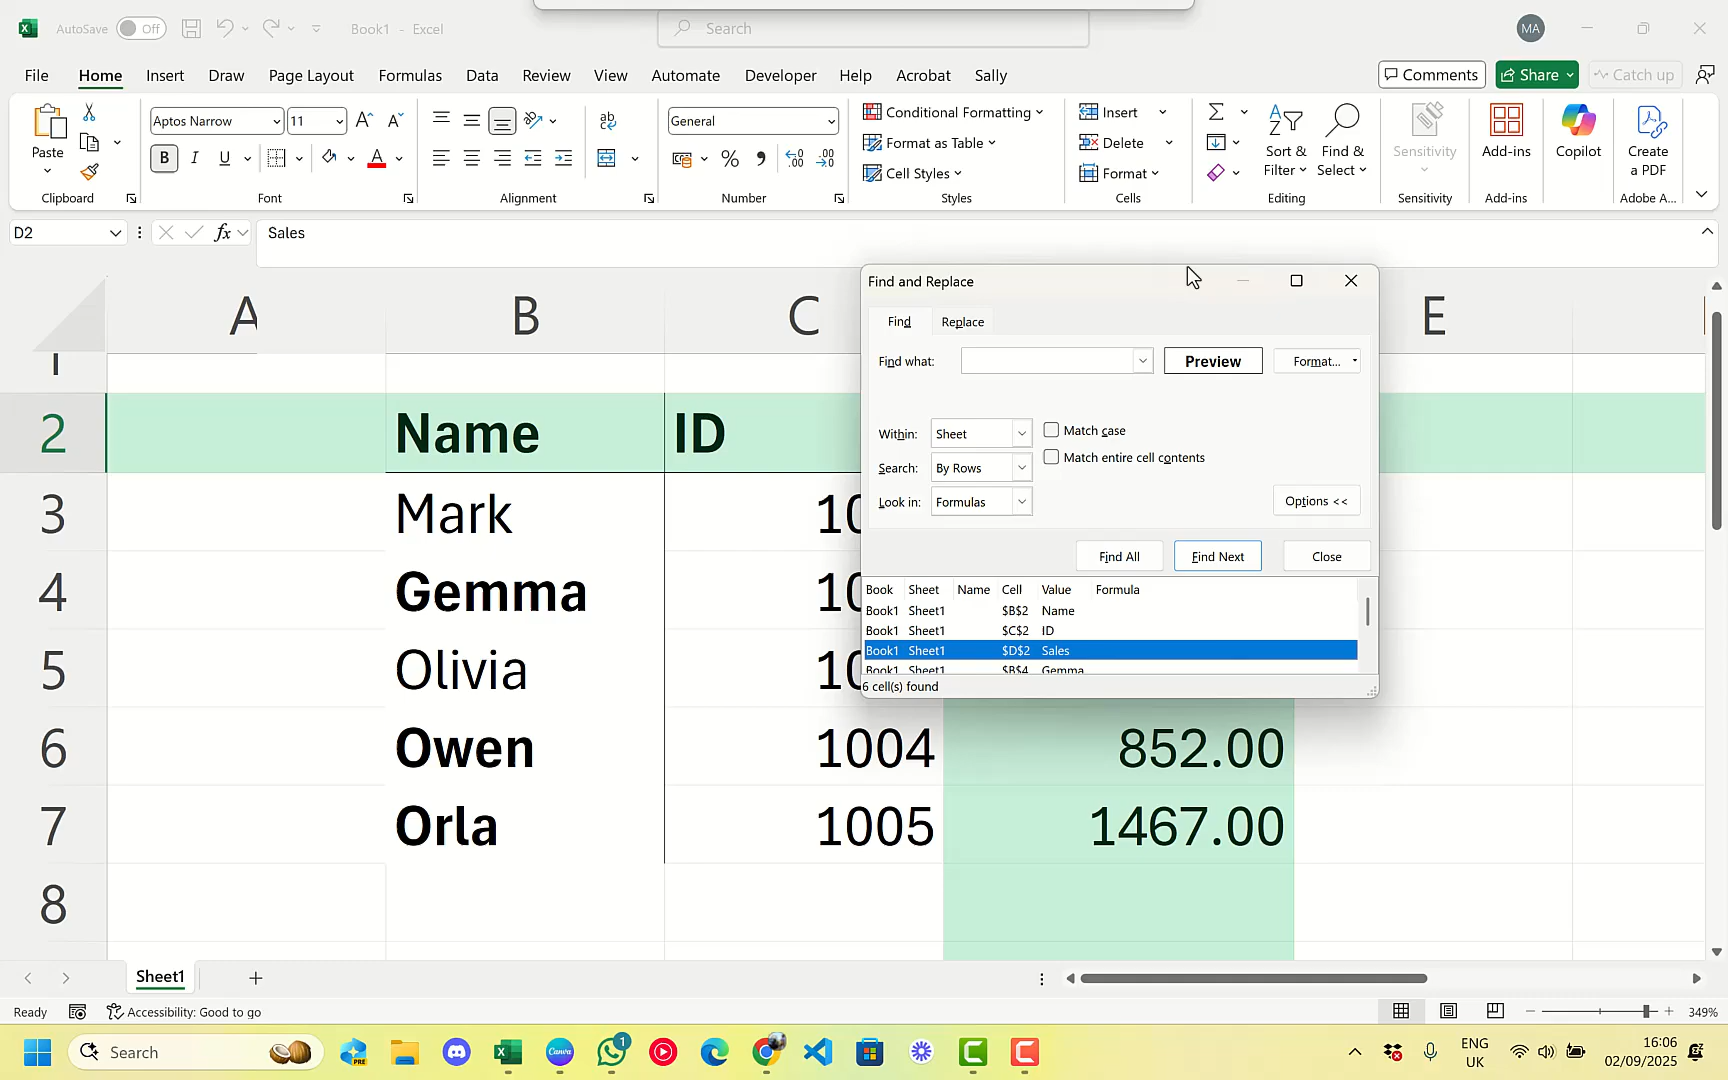 AutoSave Off Book1 - Excel Search MA
File Home Insert Draw Page Layout Formulas Data Review View Automate Developer Help Acrobat Sally Comments Share Catch up
Paste
Clipboard
Aptos Narrow 11
B I U A
Font
ab
Alignment
General
% 9 .00
Number
Conditional Formatting
Format as Table
Cell Styles
Styles
Insert
Delete
Format
Cells
Sort &
Filter
Find &
Select
Editing
Sensitivity
Sensitivity
Add-ins
Add-ins
Copilot
Create
a PDF
Adobe A...
D2 fx Sales
A B C E
1
2 Name ID
3 Mark 10
4 Gemma 10
5 Olivia 10
6 Owen 1004 852.00
7 Orla 1005 1467.00
8
Find and Replace
Find Replace
Find what: Preview Format...
Within: Sheet Match case
Search: By Rows Match entire cell contents
Look in: Formulas Options <<
Find All Find Next Close
Book Sheet Name Cell Value Formula
Book1 Sheet1 $B$2 Name
Book1 Sheet1 $C$2 ID
Book1 Sheet1 $D$2 Sales
Book1 Sheet1 $B$4 Gemma
6 cell(s) found
Sheet1
Ready Accessibility: Good to go 349%
Search PRE 1 ENG
UK
16:06
02/09/2025